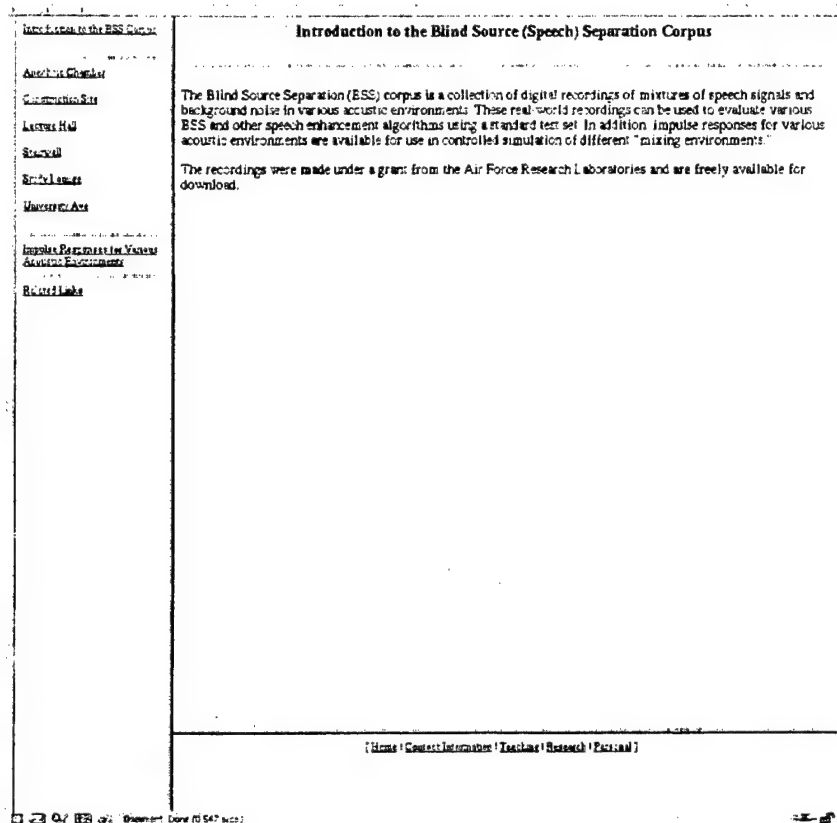 Introduction to the BSS Corpus
Anechoic Chamber
Construction Site
Lecture Hall
Stairwell
Study Lounge
University Ave
Impulse Responses for Various
Acoustic Environments
Related Links
Introduction to the Blind Source (Speech) Separation Corpus
The Blind Source Separation (BSS) corpus is a collection of digital recordings of mixtures of speech signals and
background noise in various accustic environments. These real-world recordings can be used to evaluate various
BSS and other speech enhancement algorithms using a standard test set. In addition, impulse responses for various
acoustic environments are available for use in controlled simulation of different "mixing environments."
The recordings were made under a grant from the Air Force Research Laboratories and are freely available for
download.
[ Home | Contact Information | Teaching | Research | Personal ]
Document: Done (0.547 secs)